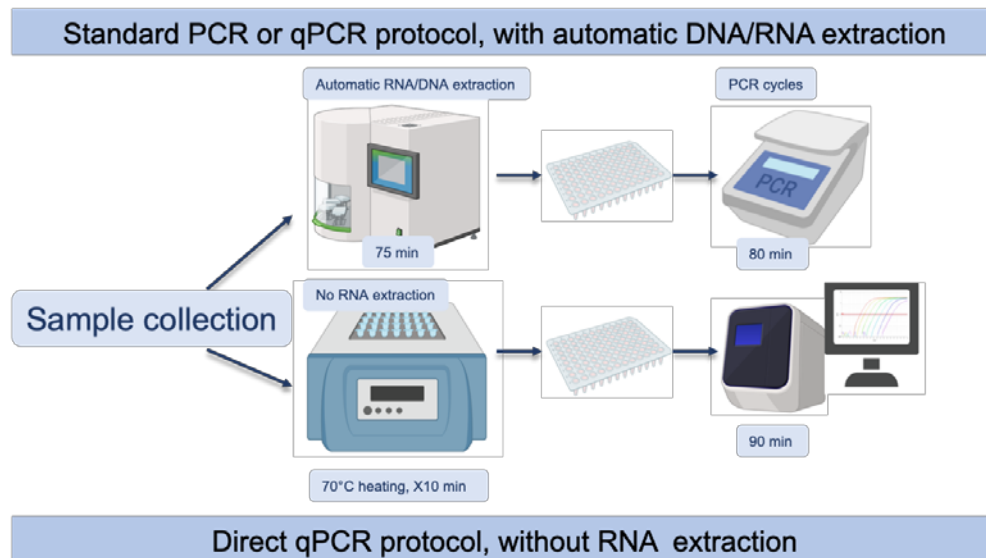 Standard PCR or qPCR protocol, with automatic DNA/RNA extraction
Automatic RNA/DNA extraction
PCR cycles
PCR
75 min
80 min
Sample collection
No RNA extraction
90 min
70°C heating, X10 min
Direct qPCR protocol, without RNA extraction